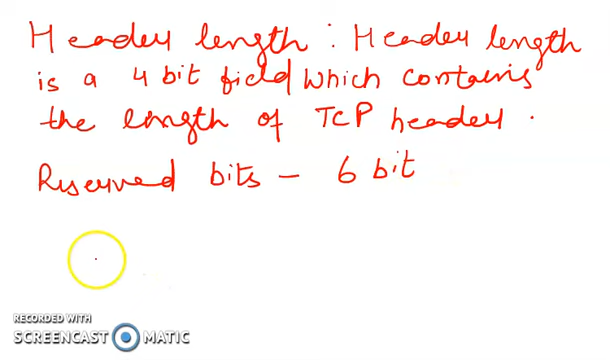 Header length : Header length
is a 4 bit field which contains
the length of TCP header .
Reserved bits - 6 bit
RECORDED WITH
SCREENCAST MATIC